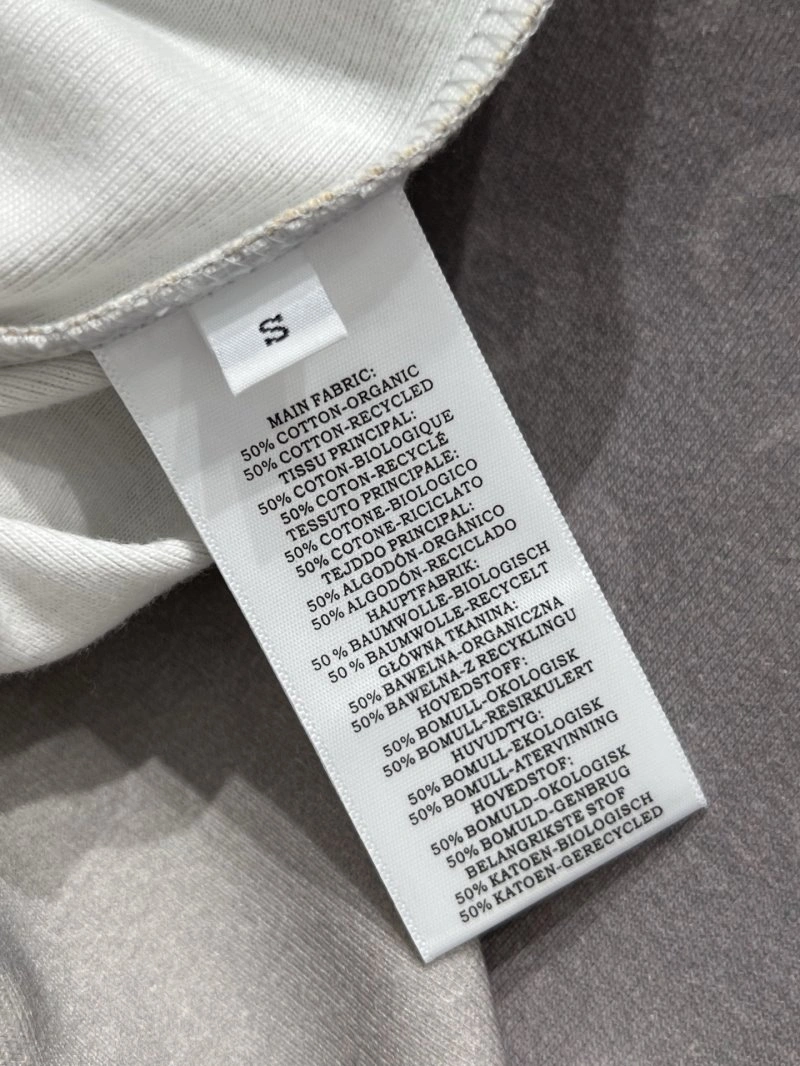 S
MAIN FABRIC:
50% COTTON-ORGANIC
50% COTTON-RECYCLED
TISSU PRINCIPAL:
50% COTON-BIOLOGIQUE
50% COTON-RECYCLÉ
TESSUTO PRINCIPALE:
50% COTONE-BIOLOGICO
50% COTONE-RICICLATO
TEJDDO PRINCIPAL:
50% ALGODÓN-ORGÁNICO
50% ALGODÓN-RECICLADO
HAUPTFABRIK:
50 % BAUMWOLLE-BIOLOGISCH
50 % BAUMWOLLE-RECYCELT
GŁÓWNA TKANINA:
50% BAWELNA-ORGANICZNA
50% BAWELNA-Z RECYKLINGU
HOVEDSTOFF:
50% BOMULL-ØKOLOGISK
50% BOMULL-RESIRKULERT
HUVUDTYG:
50% BOMULL-EKOLOGISK
50% BOMULL-ÅTERVINNING
HOVEDSTOF:
50% BOMULD-ØKOLOGISK
50% BOMULD-GENBRUG
BELANGRIKSTE STOF
50% KATOEN-BIOLOGISCH
50% KATOEN-GERECYCLED